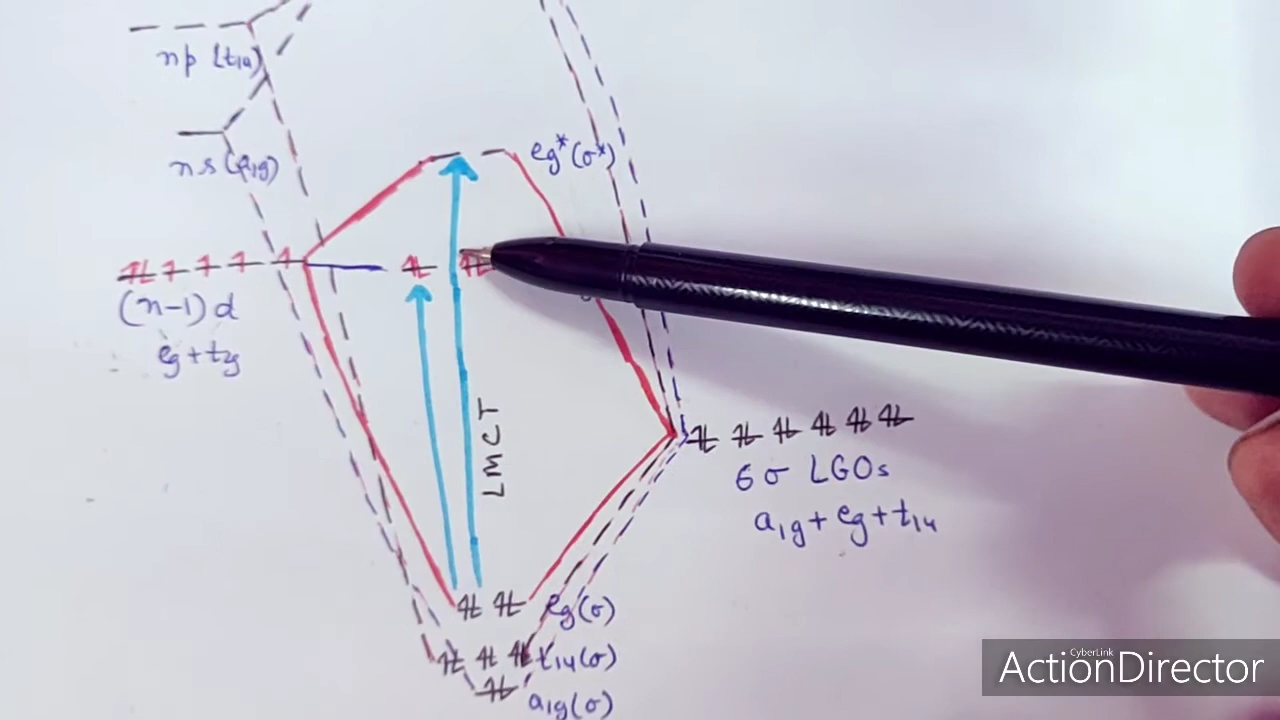 np (t1u)
ns (a1g)
eg*(σ*)
(n-1)d
eg + t2g
LMCT
6σ LGOs
a1g + eg + t1u
eg(σ)
t1u(σ)
a1g(σ)
CyberLink
ActionDirector